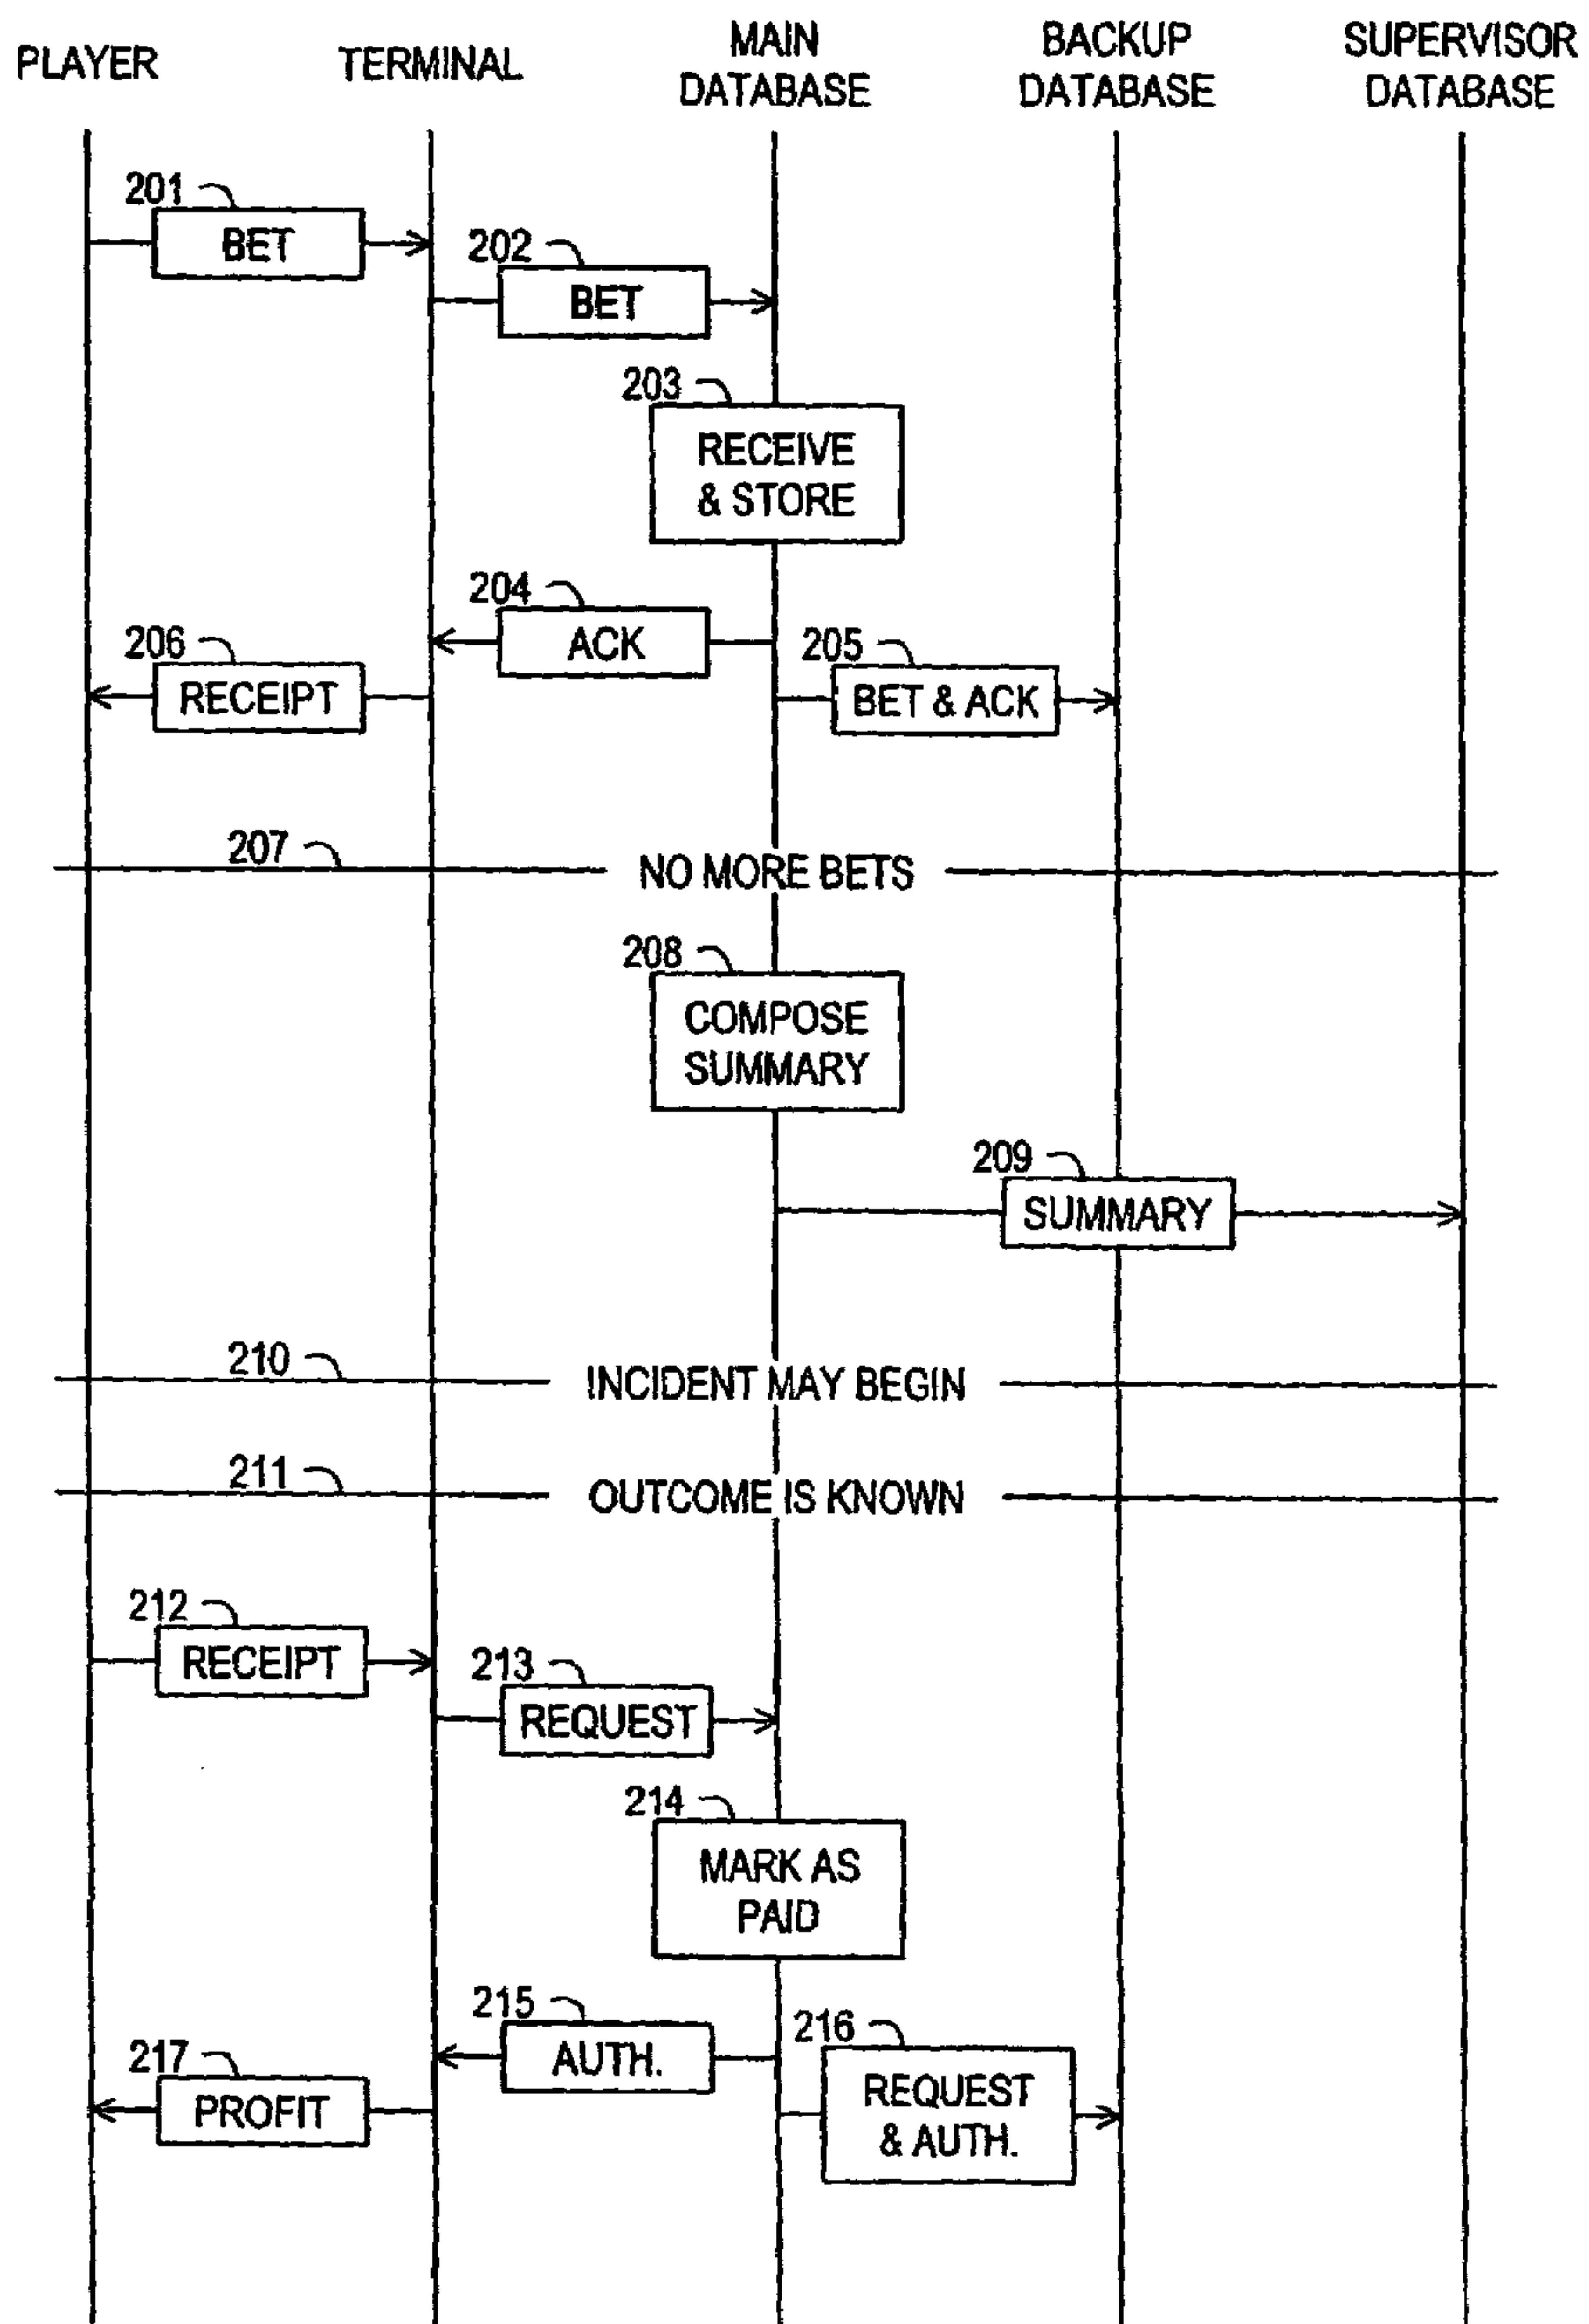 PLAYER
TERMINAL
MAIN
DATABASE
BACKUP
DATABASE
SUPERVISOR
DATABASE
201
BET
202
BET
203
RECEIVE
& STORE
204
ACK
205
BET & ACK
206
RECEIPT
207
NO MORE BETS
208
COMPOSE
SUMMARY
209
SUMMARY
210
INCIDENT MAY BEGIN
211
OUTCOME IS KNOWN
212
RECEIPT
213
REQUEST
214
MARK AS
PAID
215
AUTH.
216
REQUEST
& AUTH.
217
PROFIT